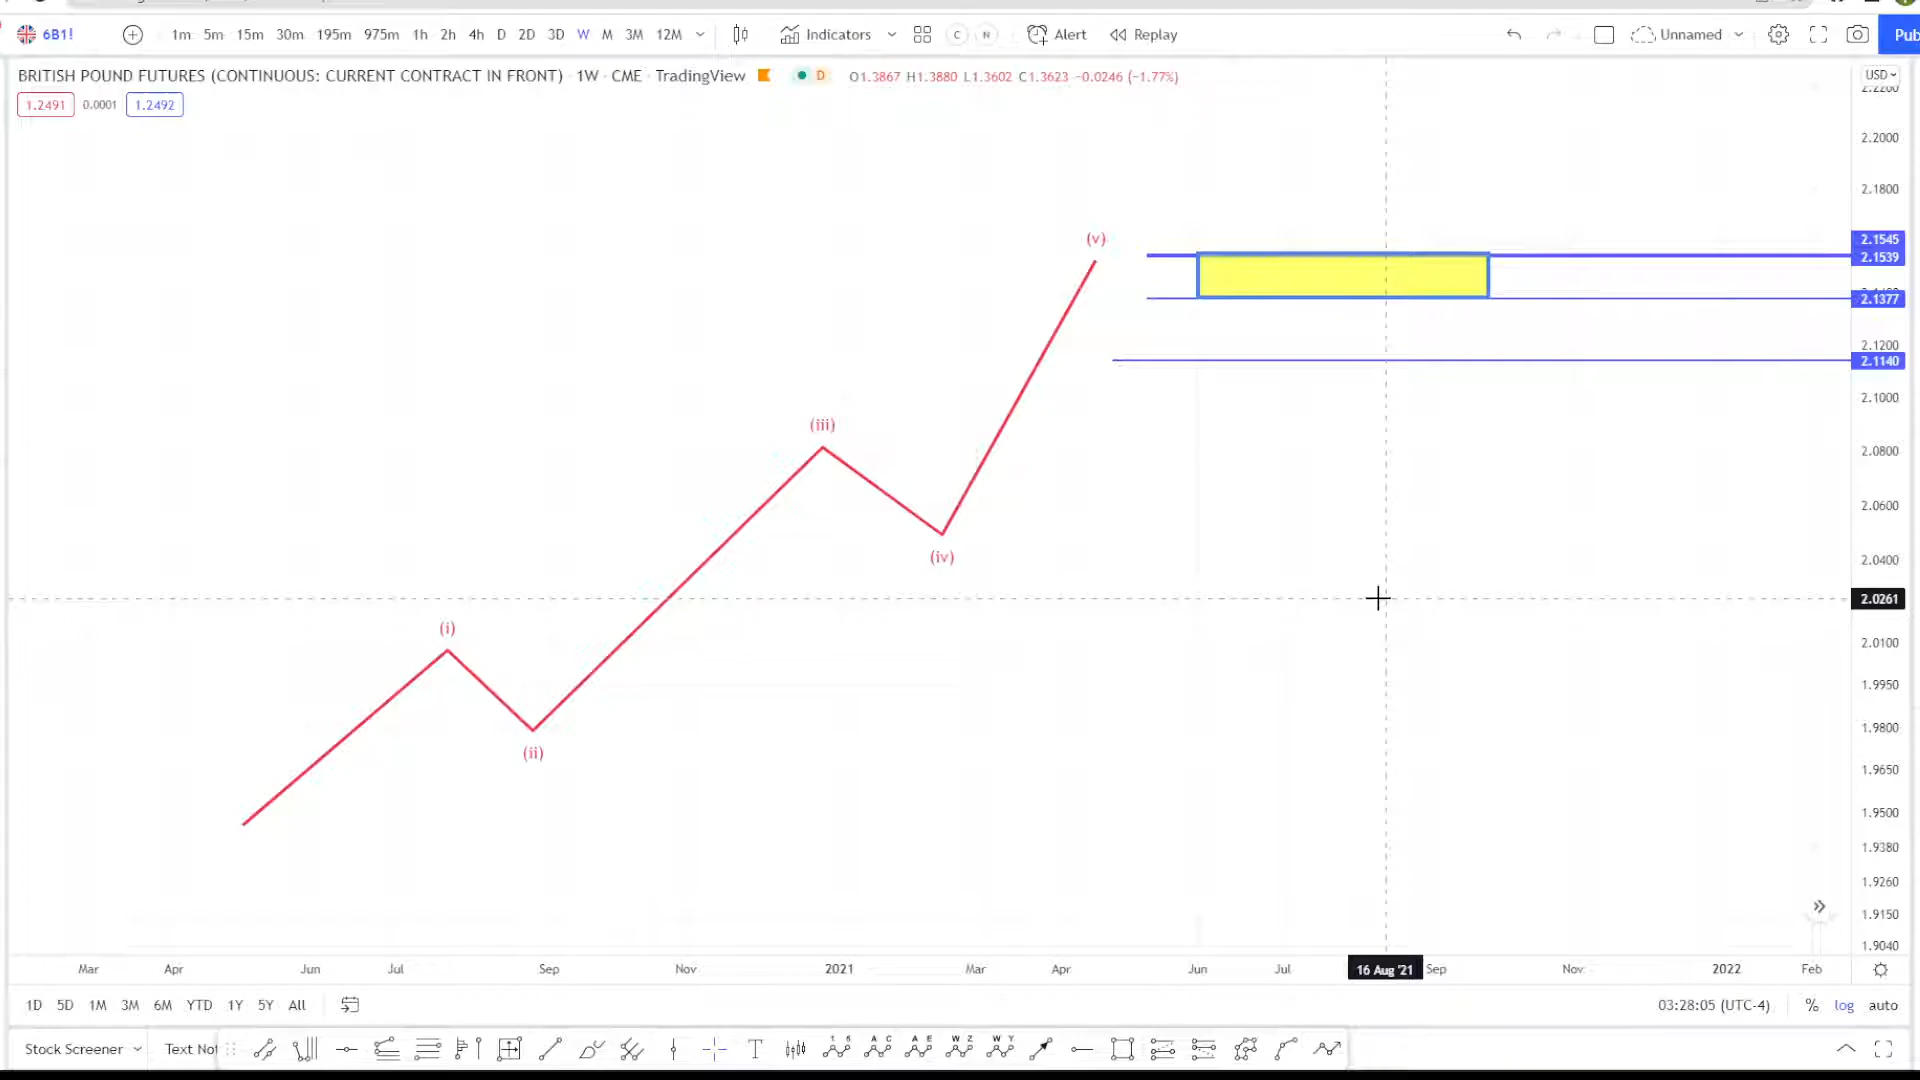 6B1! 1m 5m 15m 30m 195m 975m 1h 2h 4h D 2D 3D W M 3M 12M Indicators C N Alert Replay Unnamed Pub
BRITISH POUND FUTURES (CONTINUOUS: CURRENT CONTRACT IN FRONT) · 1W · CME · TradingView D O1.3867 H1.3880 L1.3602 C1.3623 −0.0246 (−1.77%) USD
1.2491 0.0001 1.2492
2.2200
2.2000
2.1800
(v)
2.1545
2.1539
2.1377
2.1200
2.1140
2.1000
(iii)
2.0800
2.0600
(iv)
2.0400
2.0261
(i)
2.0100
1.9950
1.9800
(ii)
1.9650
1.9500
1.9380
1.9260
1.9150
1.9040
Mar Apr Jun Jul Sep Nov 2021 Mar Apr Jun Jul 16 Aug '21 Sep Nov 2022 Feb
1D 5D 1M 3M 6M YTD 1Y 5Y All 03:28:05 (UTC-4) % log auto
Stock Screener Text Not